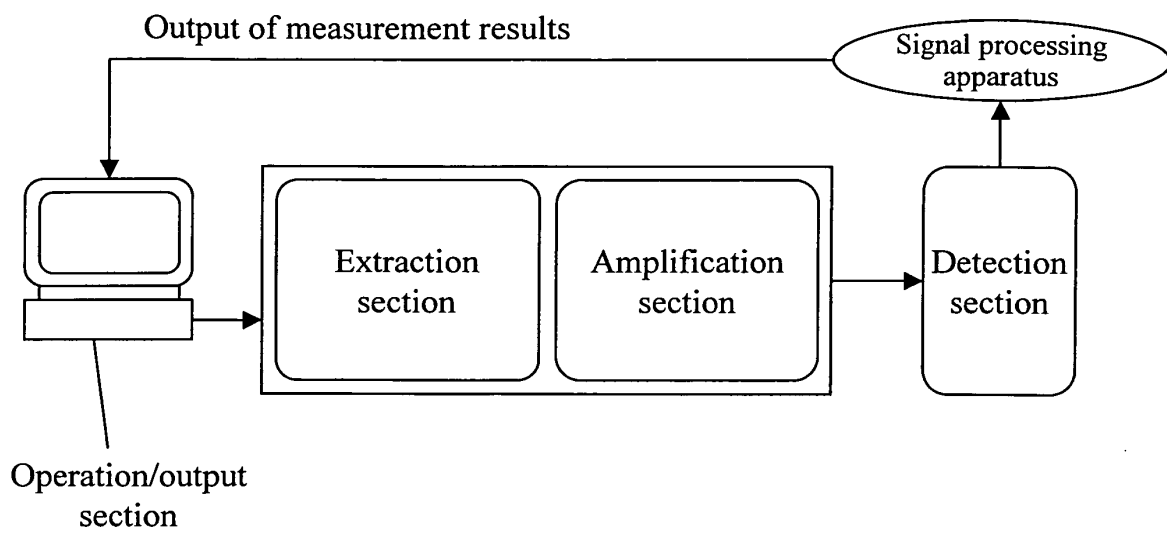 Output of measurement results
Signal processing
apparatus
Extraction
section
Amplification
section
Detection
section
Operation/output
section